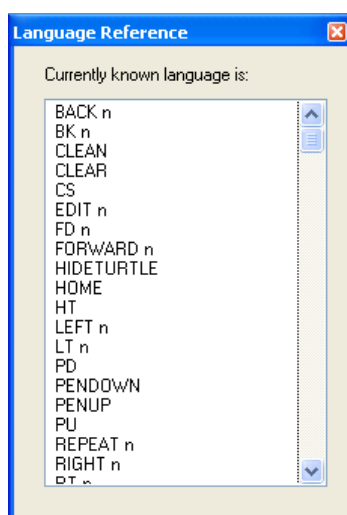 Language Reference
Currently known language is:
BACK n
BK n
CLEAN
CLEAR
CS
EDIT n
FD n
FORWARD n
HIDETURTLE
HOME
HT
LEFT n
LT n
PD
PENDOWN
PENUP
PU
REPEAT n
RIGHT n
RT n